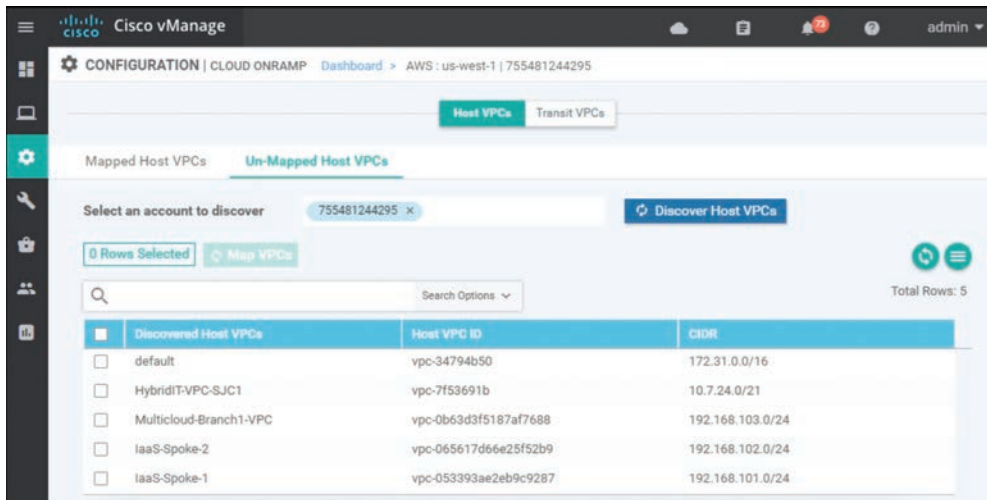 CISCO Cisco vManage 73 admin
CONFIGURATION | CLOUD ONRAMP Dashboard > AWS : us-west-1 | 755481244295
Host VPCs Transit VPCs
Mapped Host VPCs Un-Mapped Host VPCs
Select an account to discover 755481244295 × Discover Host VPCs
0 Rows Selected Map VPCs
Search Options Total Rows: 5
Discovered Host VPCs Host VPC ID CIDR
default vpc-34794b50 172.31.0.0/16
HybridIT-VPC-SJC1 vpc-7f53691b 10.7.24.0/21
Multicloud-Branch1-VPC vpc-0b63d3f5187af7688 192.168.103.0/24
IaaS-Spoke-2 vpc-065617d66e25f52b9 192.168.102.0/24
IaaS-Spoke-1 vpc-053393ae2eb9c9287 192.168.101.0/24